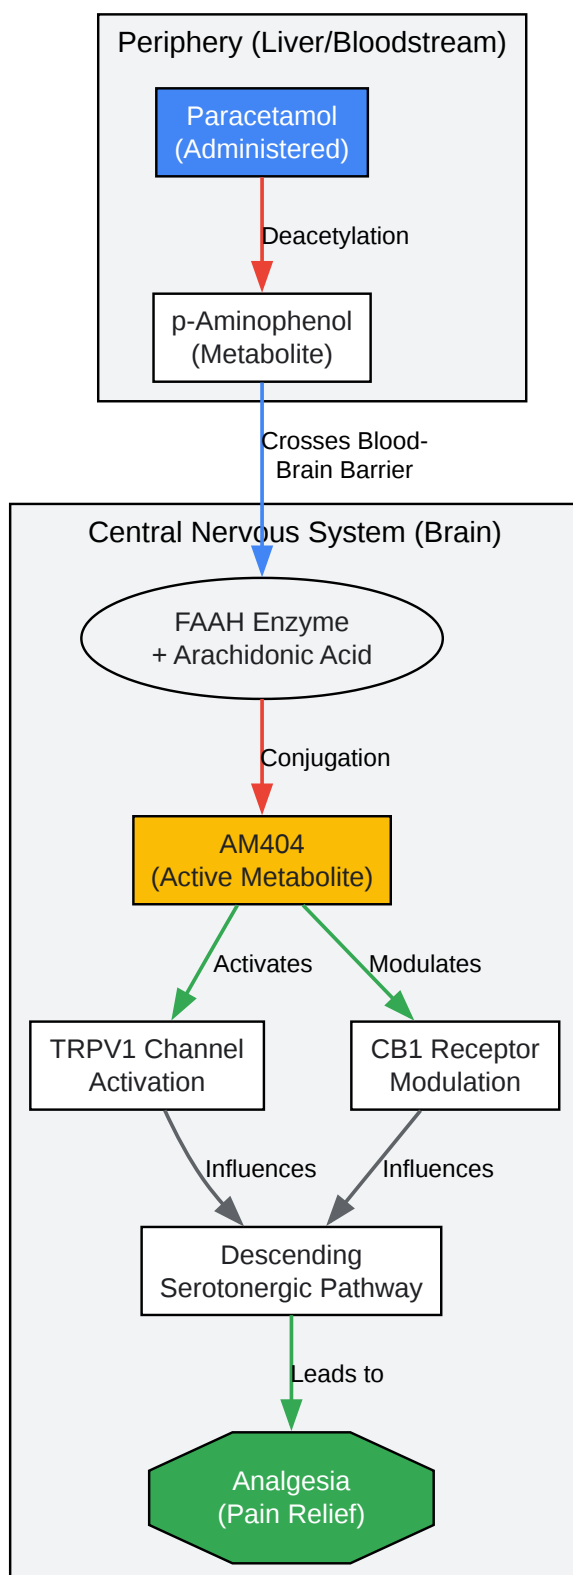 Periphery (Liver/Bloodstream)
Paracetamol
(Administered)
Deacetylation
p-Aminophenol
(Metabolite)
Crosses Blood-
Brain Barrier
Central Nervous System (Brain)
FAAH Enzyme
+ Arachidonic Acid
Conjugation
AM404
(Active Metabolite)
Activates
Modulates
TRPV1 Channel
Activation
CB1 Receptor
Modulation
Influences
Influences
Descending
Serotonergic Pathway
Leads to
Analgesia
(Pain Relief)